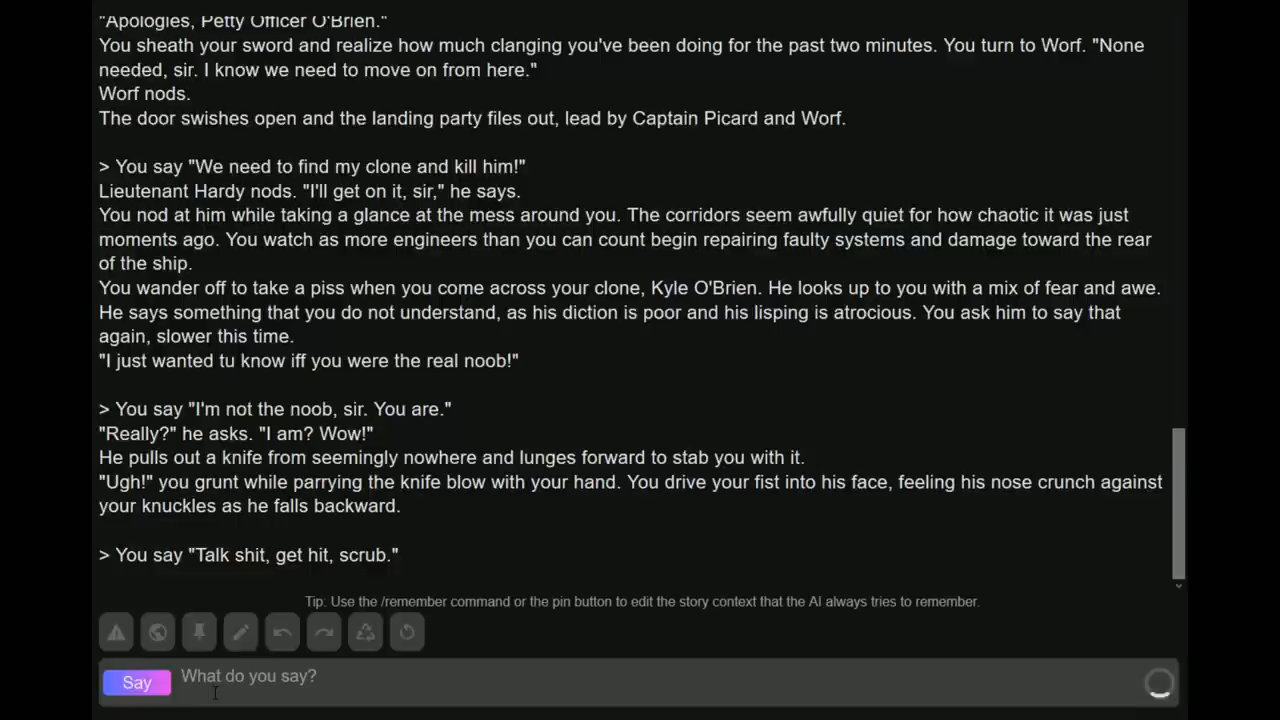 "Apologies, Petty Officer O'Brien."
You sheath your sword and realize how much clanging you've been doing for the past two minutes. You turn to Worf. "None
needed, sir. I know we need to move on from here."
Worf nods.
The door swishes open and the landing party files out, lead by Captain Picard and Worf.
> You say "We need to find my clone and kill him!"
Lieutenant Hardy nods. "I'll get on it, sir," he says.
You nod at him while taking a glance at the mess around you. The corridors seem awfully quiet for how chaotic it was just
moments ago. You watch as more engineers than you can count begin repairing faulty systems and damage toward the rear
of the ship.
You wander off to take a piss when you come across your clone, Kyle O'Brien. He looks up to you with a mix of fear and awe.
He says something that you do not understand, as his diction is poor and his lisping is atrocious. You ask him to say that
again, slower this time.
"I just wanted tu know iff you were the real noob!"
> You say "I'm not the noob, sir. You are."
"Really?" he asks. "I am? Wow!"
He pulls out a knife from seemingly nowhere and lunges forward to stab you with it.
"Ugh!" you grunt while parrying the knife blow with your hand. You drive your fist into his face, feeling his nose crunch against
your knuckles as he falls backward.
> You say "Talk shit, get hit, scrub."
Tip: Use the /remember command or the pin button to edit the story context that the AI always tries to remember.
Say What do you say?